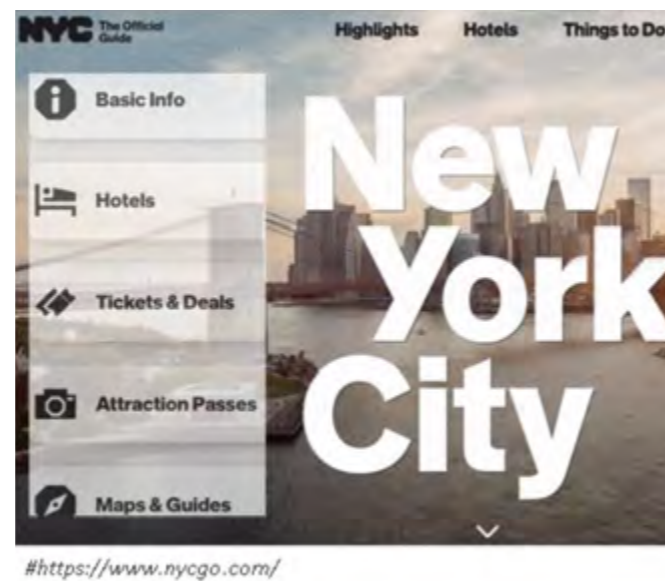 NYC The Official
Guide
Highlights Hotels Things to Do
Basic Info
Hotels
Tickets & Deals
Attraction Passes
Maps & Guides
New
York
City
#https://www.nycgo.com/